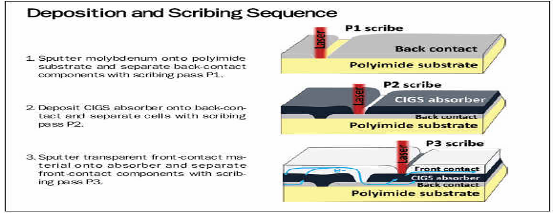 Deposition and Scribing Sequence
1. Sputter molybdenum onto polyimide
substrate and separate back-contact
components with scribing pass P1.
P1 scribe
Laser
Back contact
Polyimide substrate
2. Deposit CIGS absorber onto back-con-
tact and separate cells with scribing
pass P2.
P2 scribe
Laser
CIGS absorber
Back contact
Polyimide substrate
3. Sputter transparent front-contact ma-
terial onto absorber and separate
front-contact components with scrib-
ing pass P3.
P3 scribe
Laser
Front contact
CIGS absorber
Back contact
Polyimide substrate